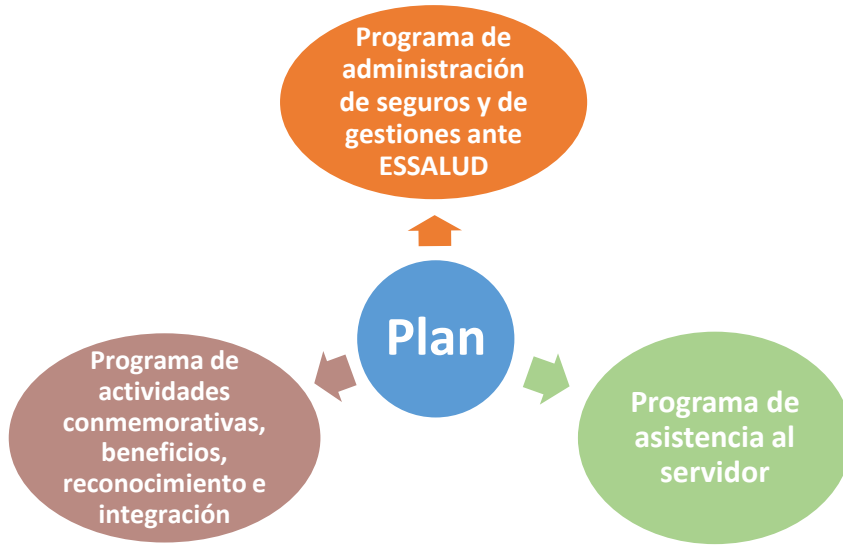 Programa de
administración
de seguros y de
gestiones ante
ESSALUD
Plan
Programa de
actividades
conmemorativas,
beneficios,
reconocimiento e
integración
Programa de
asistencia al
servidor